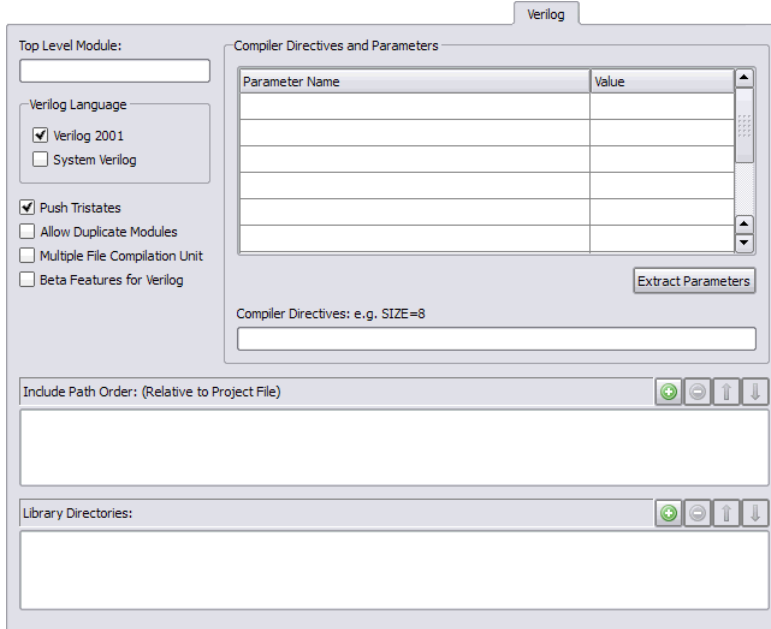 Verilog
Top Level Module:
Compiler Directives and Parameters
Parameter Name Value
Verilog Language
Verilog 2001
System Verilog
Push Tristates
Allow Duplicate Modules
Multiple File Compilation Unit
Beta Features for Verilog
Extract Parameters
Compiler Directives: e.g. SIZE=8
Include Path Order: (Relative to Project File)
Library Directories: